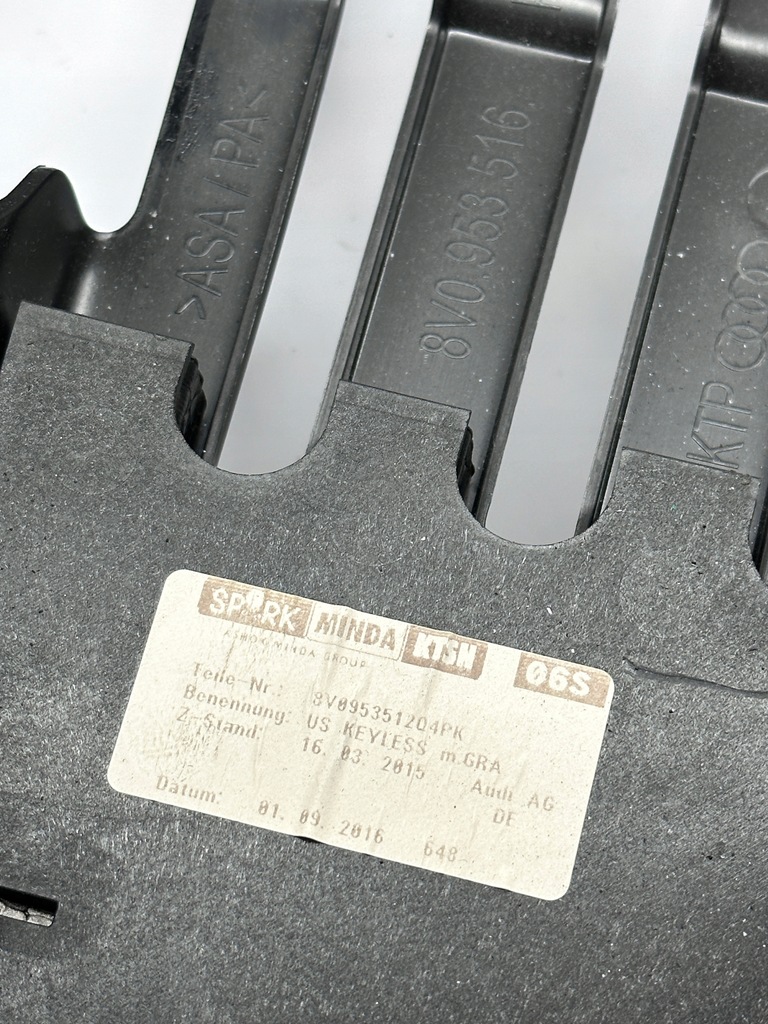 >ASA/PA<
8V0.953.516.
KTP
SPARK MINDA KTSN 06S
ASHOK MINDA GROUP
Teile-Nr.: 8V0953512Q4PK
Benennung: US KEYLESS m.GRA
Z-Stand: 16. 03. 2015 Audi AG
DE
Datum: 01. 09. 2016 648